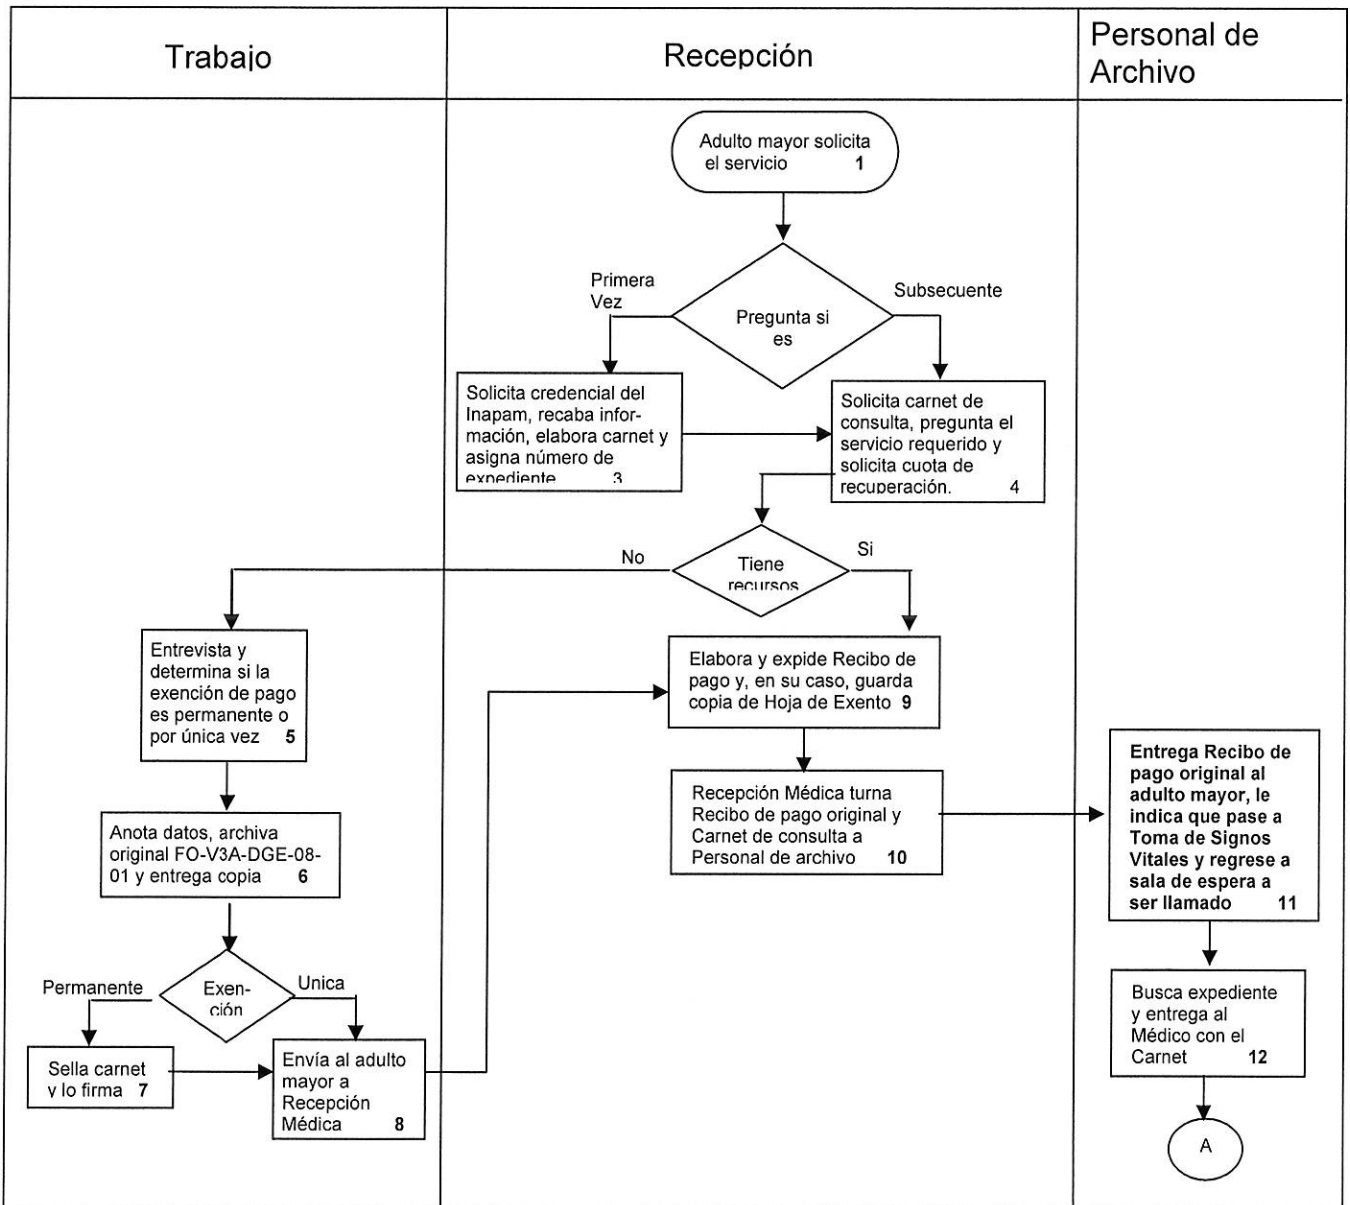 Trabajo
Recepción
Personal de
Archivo
Adulto mayor solicita
el servicio 1
Primera
Vez
Subsecuente
Pregunta si
es
Solicita credencial del
Inapam, recaba infor-
mación, elabora carnet y
asigna número de
expediente 3
Solicita carnet de
consulta, pregunta el
servicio requerido y
solicita cuota de
recuperación. 4
No
Tiene
recursos
Si
Entrevista y
determina si la
exención de pago
es permanente o
por única vez 5
Elabora y expide Recibo de
pago y, en su caso, guarda
copia de Hoja de Exento 9
Anota datos, archiva
original FO-V3A-DGE-08-
01 y entrega copia 6
Recepción Médica turna
Recibo de pago original y
Carnet de consulta a
Personal de archivo 10
Entrega Recibo de
pago original al
adulto mayor, le
indica que pase a
Toma de Signos
Vitales y regrese a
sala de espera a
ser llamado 11
Permanente
Exen-
ción
Unica
Sella carnet
y lo firma 7
Envía al adulto
mayor a
Recepción
Médica 8
Busca expediente
y entrega al
Médico con el
Carnet 12
A